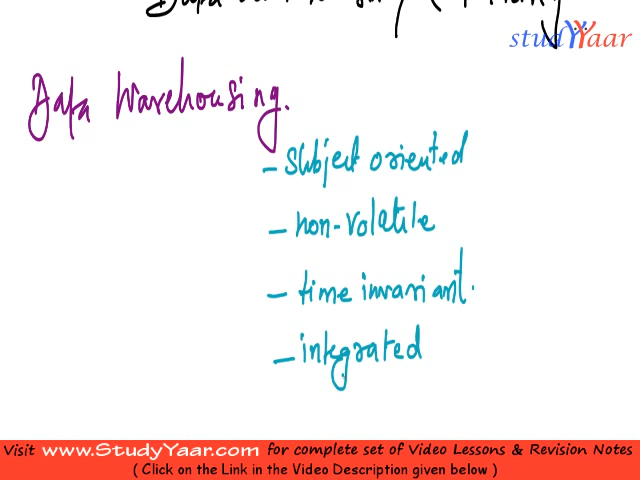 studYYaar
Data Warehousing.
- Subject oriented
- non-volatile
- time invariant.
- integrated
Visit www.StudyYaar.com for complete set of Video Lessons & Revision Notes
( Click on the Link in the Video Description given below )